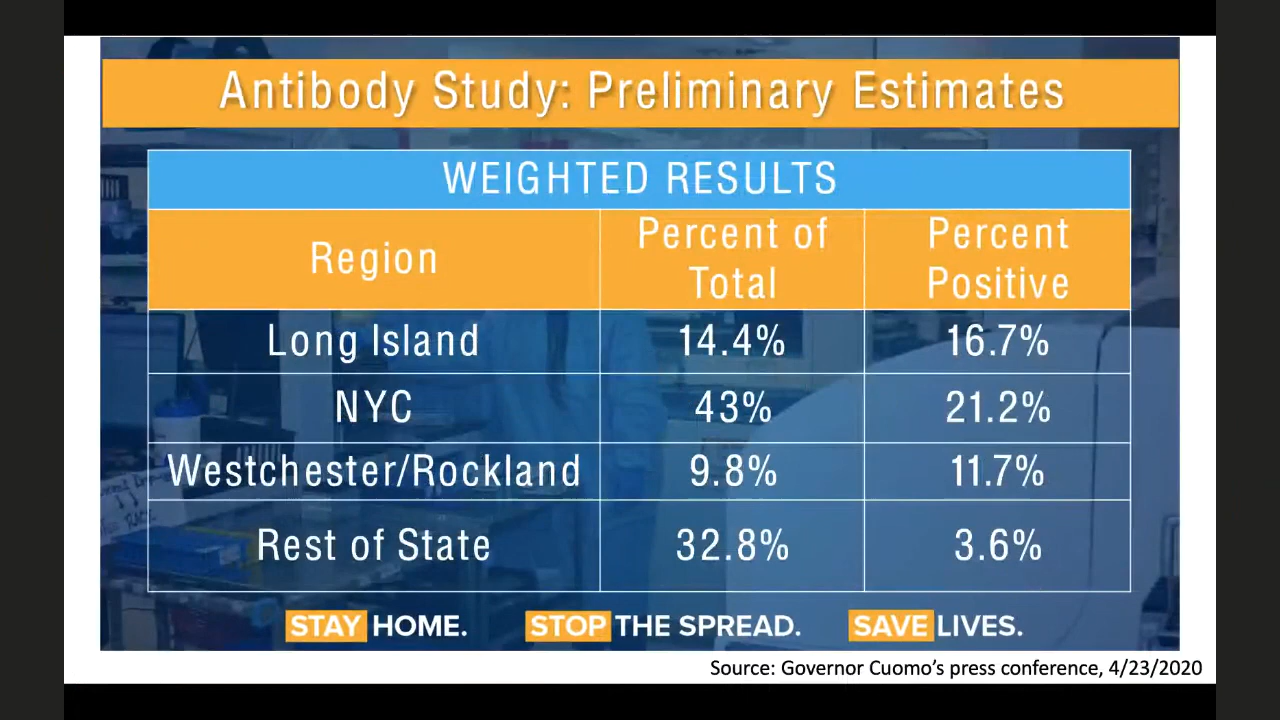 Antibody Study: Preliminary Estimates
WEIGHTED RESULTS
Region
Percent of
Total
Percent
Positive
Long Island 14.4% 16.7%
NYC 43% 21.2%
Westchester/Rockland 9.8% 11.7%
Rest of State 32.8% 3.6%
STAY HOME. STOP THE SPREAD. SAVE LIVES.
Source: Governor Cuomo's press conference, 4/23/2020